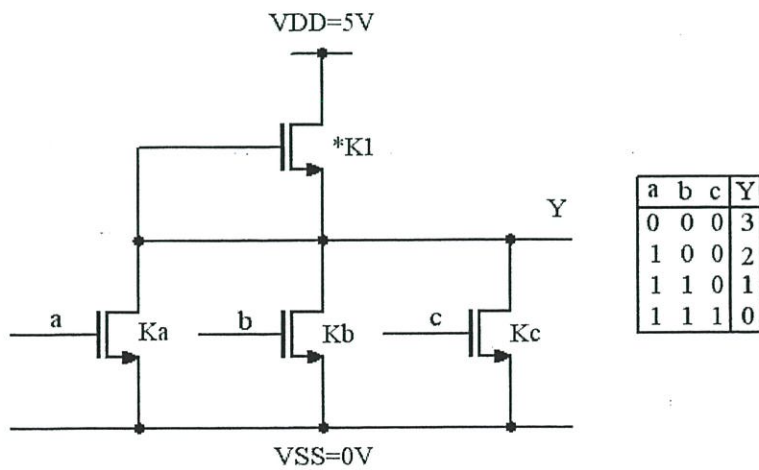 VDD=5V
*K1
Y
a
Ka
b
Kb
c
Kc
VSS=0V
a b c Y
0 0 0 3
1 0 0 2
1 1 0 1
1 1 1 0